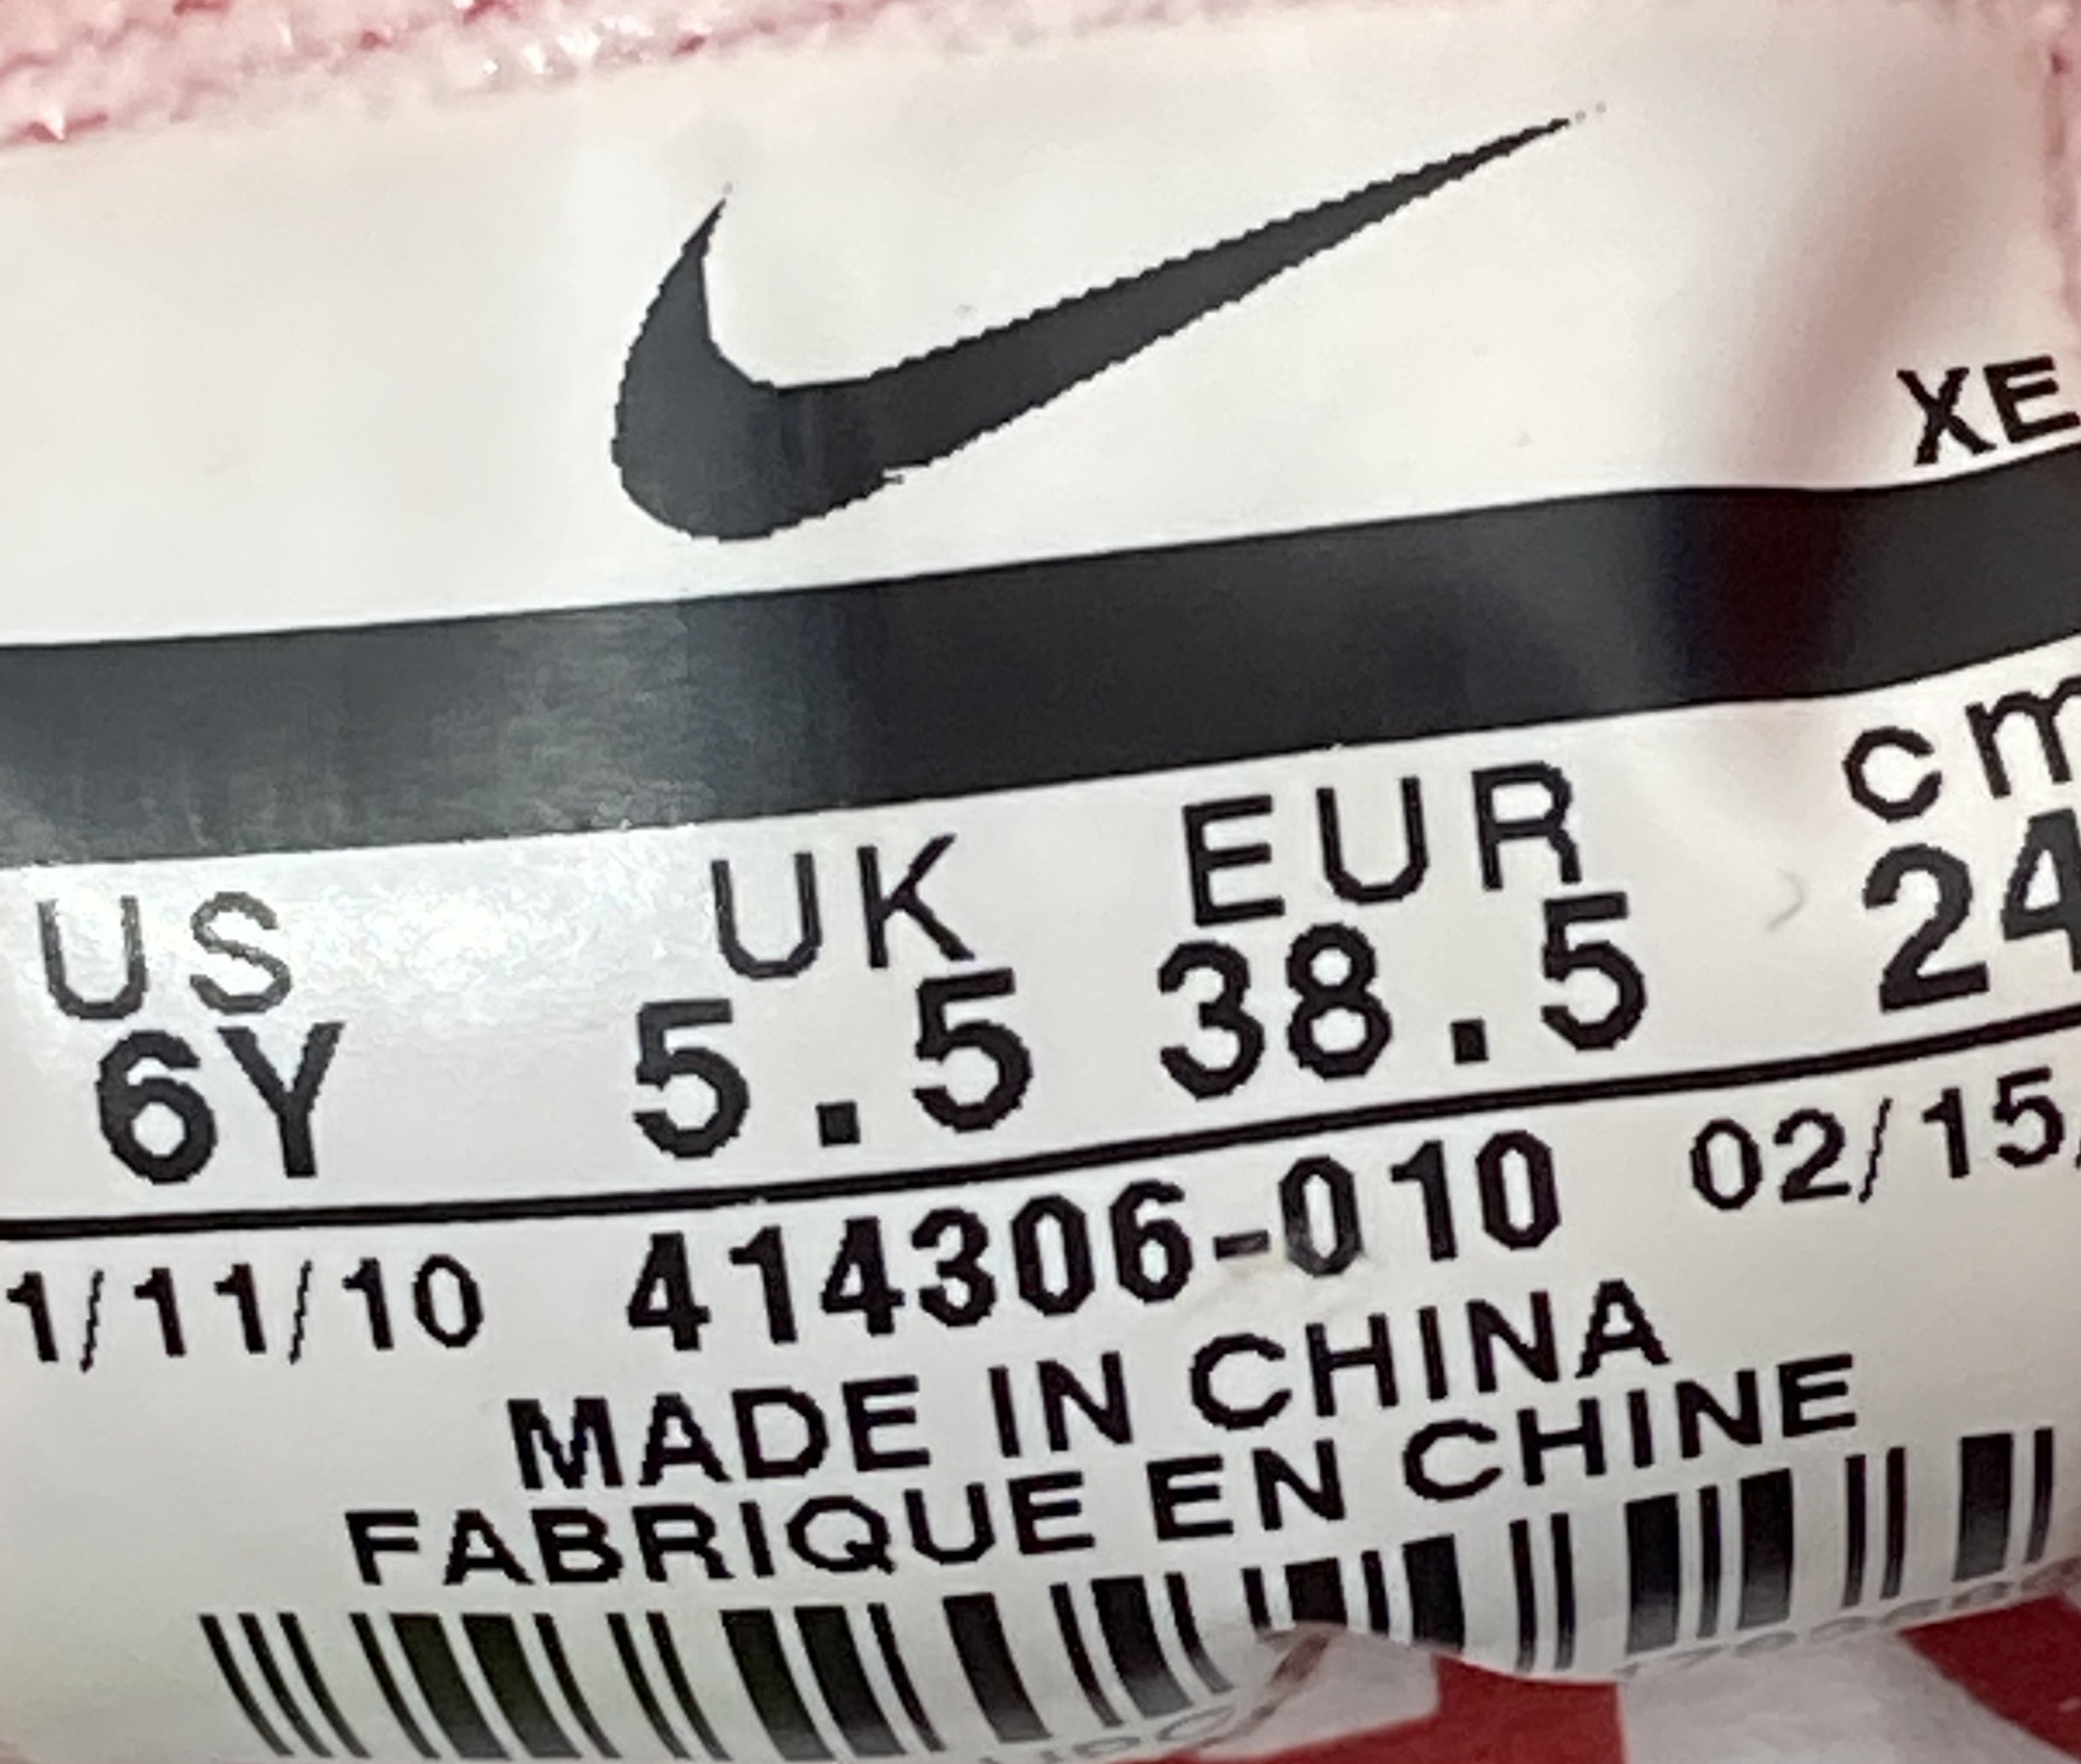 XE
US UK EUR cm
6Y 5.5 38.5 24
1/11/10 414306-010 02/15/
MADE IN CHINA
FABRIQUE EN CHINE